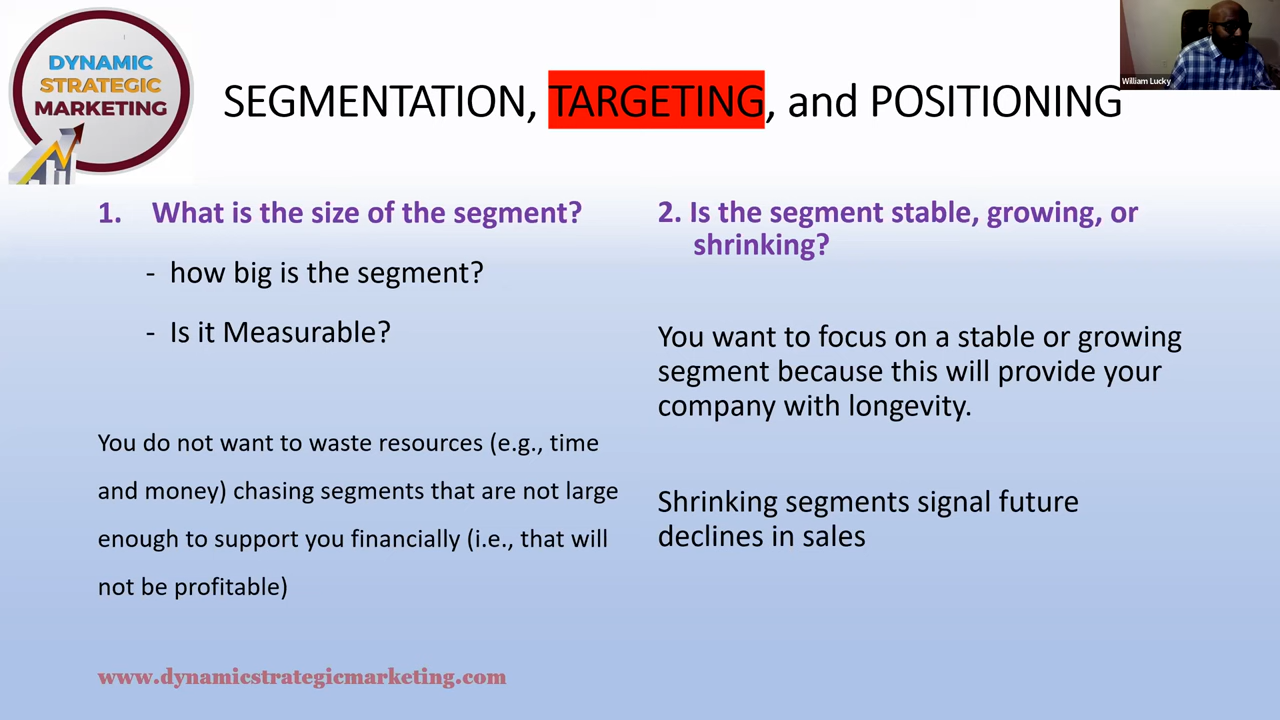 DYNAMIC
STRATEGIC
MARKETING
William Lucky
SEGMENTATION, TARGETING, and POSITIONING
1. What is the size of the segment?
- how big is the segment?
- Is it Measurable?
You do not want to waste resources (e.g., time
and money) chasing segments that are not large
enough to support you financially (i.e., that will
not be profitable)
2. Is the segment stable, growing, or
shrinking?
You want to focus on a stable or growing
segment because this will provide your
company with longevity.
Shrinking segments signal future
declines in sales
www.dynamicstrategicmarketing.com